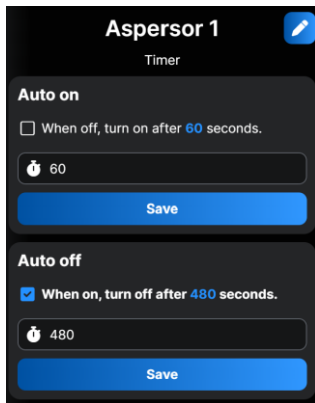 Aspersor 1
Timer
Auto on
When off, turn on after 60 seconds.
60
Save
Auto off
When on, turn off after 480 seconds.
480
Save